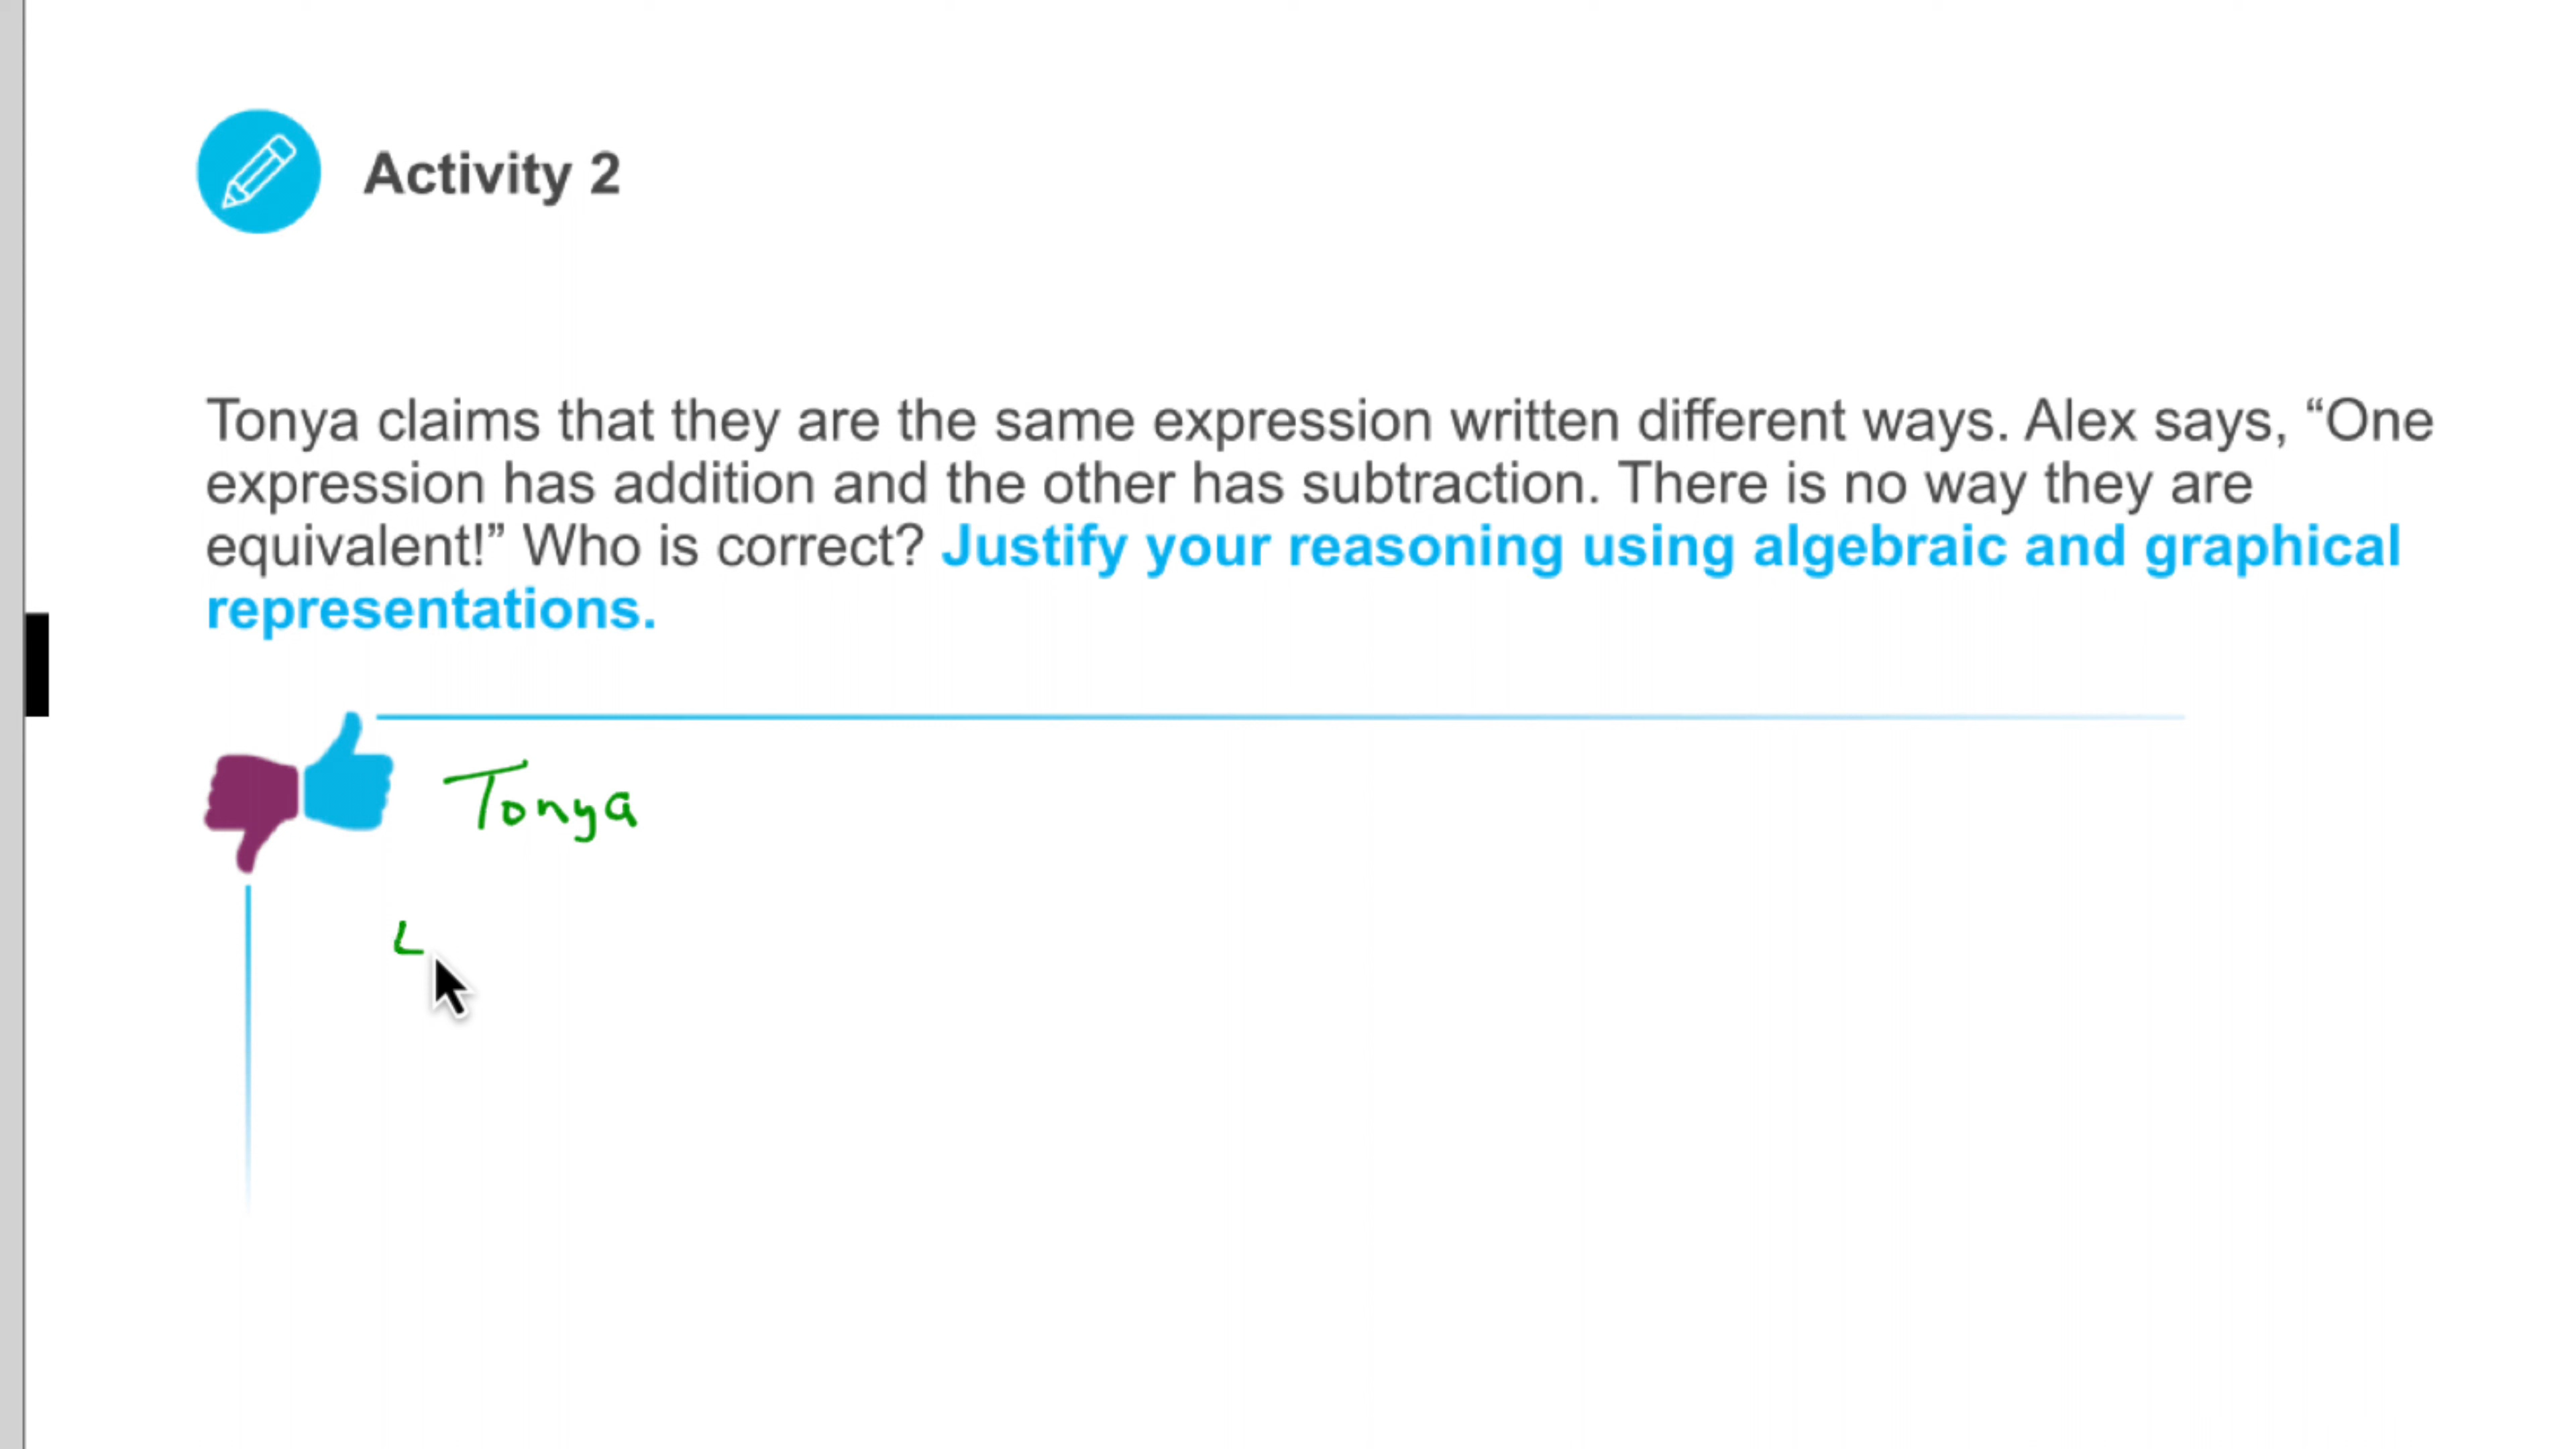 Activity 2
Tonya claims that they are the same expression written different ways. Alex says, “One
expression has addition and the other has subtraction. There is no way they are
equivalent!” Who is correct? Justify your reasoning using algebraic and graphical
representations.
Tonya